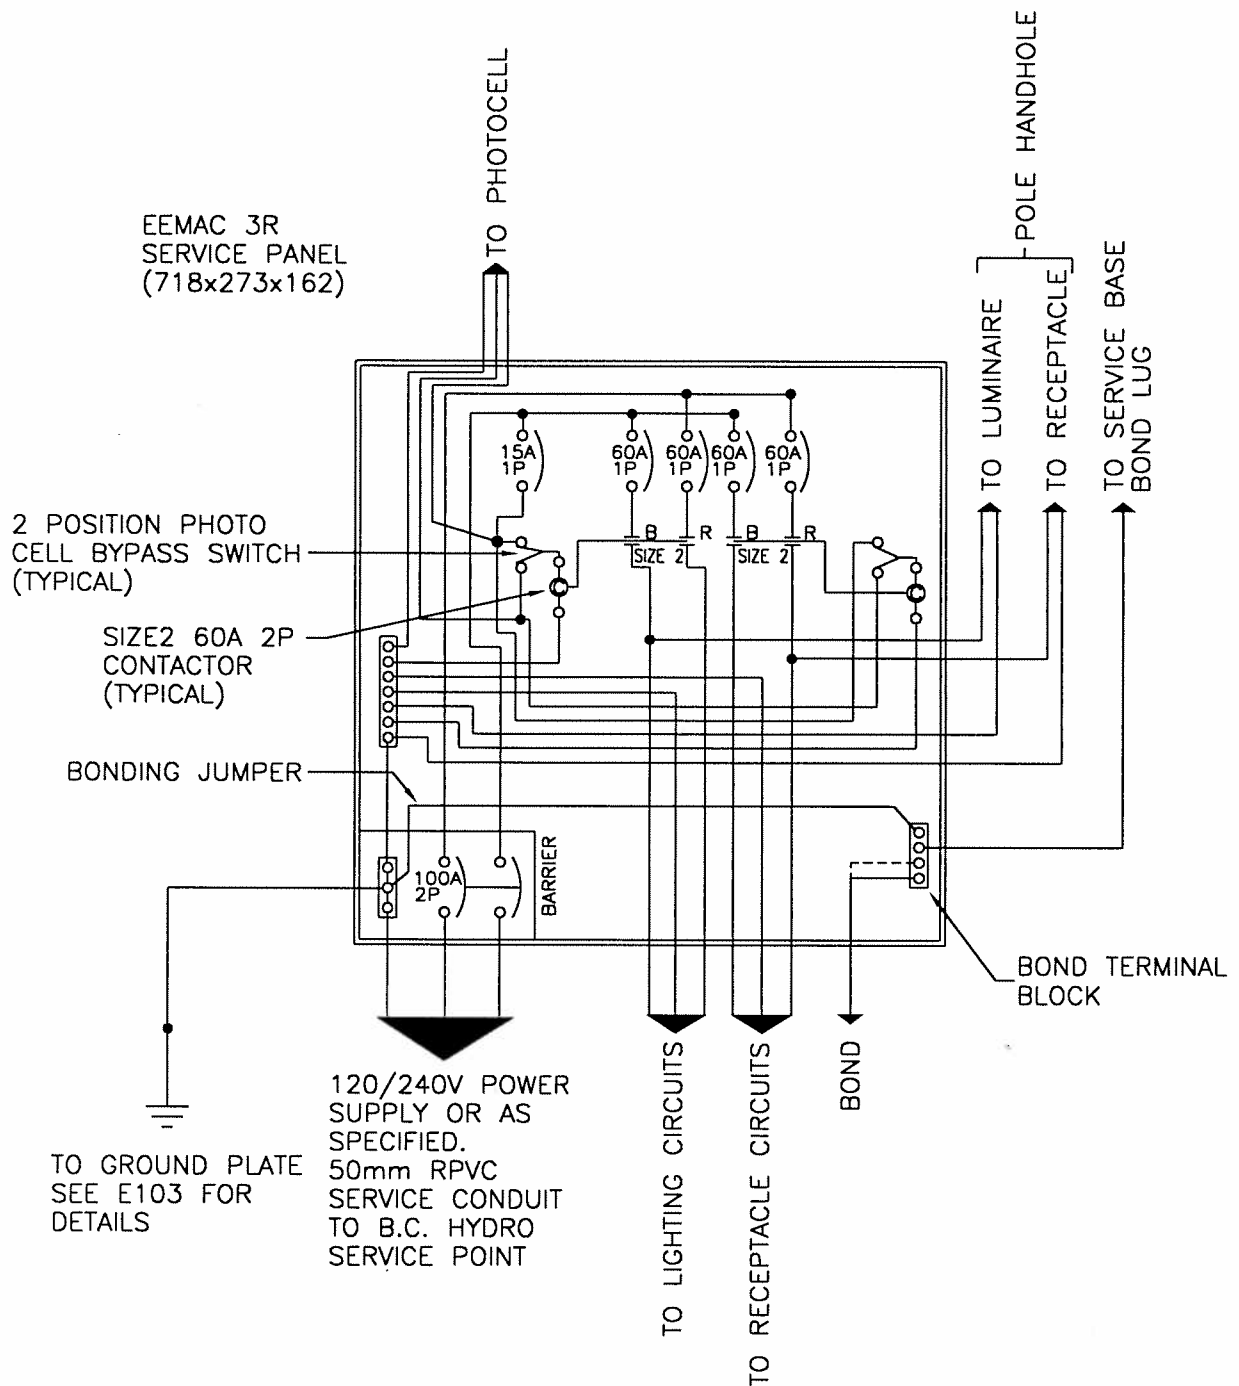 TO PHOTOCELL
POLE HANDHOLE
EEMAC 3R
SERVICE PANEL
(718x273x162)
TO LUMINAIRE
TO RECEPTACLE
TO SERVICE BASE
BOND LUG
15A
1P
60A
1P
60A
1P
60A
1P
60A
1P
2 POSITION PHOTO
CELL BYPASS SWITCH
(TYPICAL)
B
R
SIZE 2
B
R
SIZE 2
C
C
SIZE2 60A 2P
CONTACTOR
(TYPICAL)
BONDING JUMPER
100A
2P
BARRIER
BOND TERMINAL
BLOCK
120/240V POWER
SUPPLY OR AS
SPECIFIED.
50mm RPVC
SERVICE CONDUIT
TO B.C. HYDRO
SERVICE POINT
TO GROUND PLATE
SEE E103 FOR
DETAILS
TO LIGHTING CIRCUITS
TO RECEPTACLE CIRCUITS
BOND